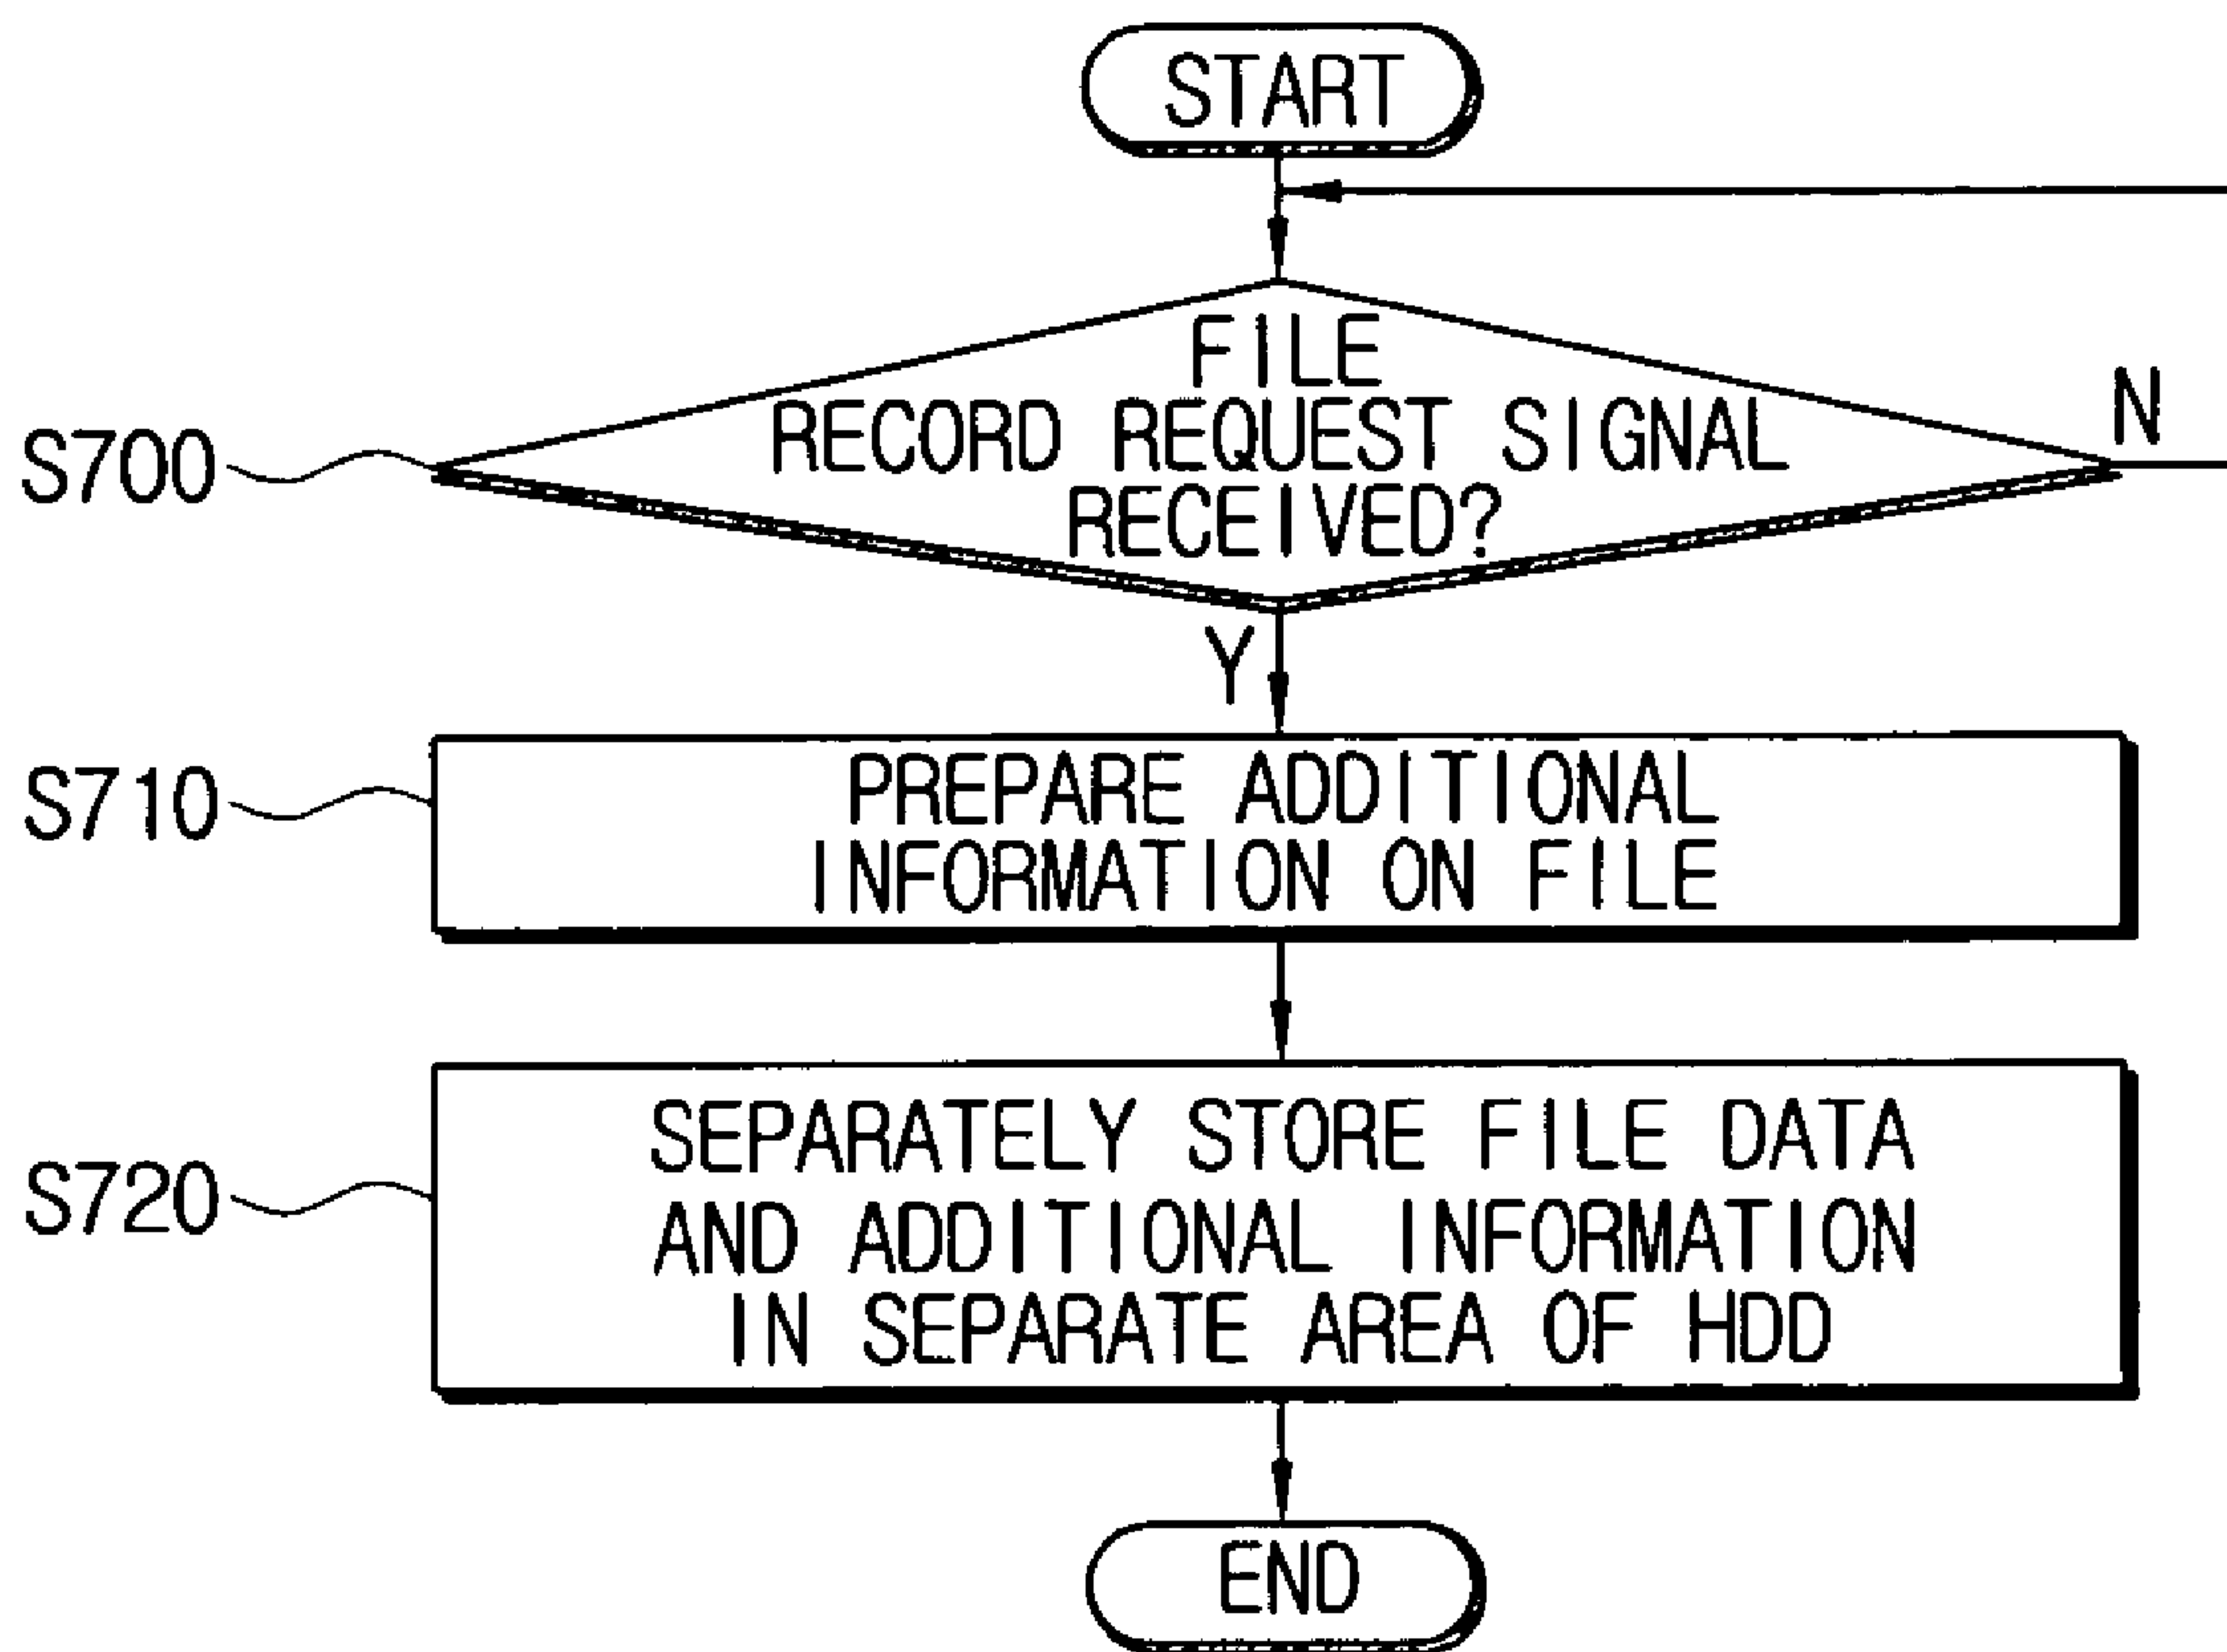 START
FILE
RECORD REQUEST SIGNAL
RECEIVED?
N
S700
Y
PREPARE ADDITIONAL
INFORMATION ON FILE
S710
SEPARATELY STORE FILE DATA
AND ADDITIONAL INFORMATION
IN SEPARATE AREA OF HDD
S720
END